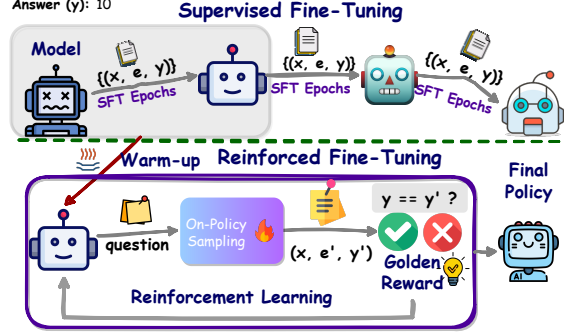 Answer (y): 10
Supervised Fine-Tuning
Model
{(x, e, y)}
SFT Epochs
{(x, e, y)}
SFT Epochs
{(x, e, y)}
SFT Epochs
Warm-up
Reinforced Fine-Tuning
Final
Policy
question
On-Policy
Sampling
(x, e', y')
y == y' ?
Golden
Reward
Reinforcement Learning
AI